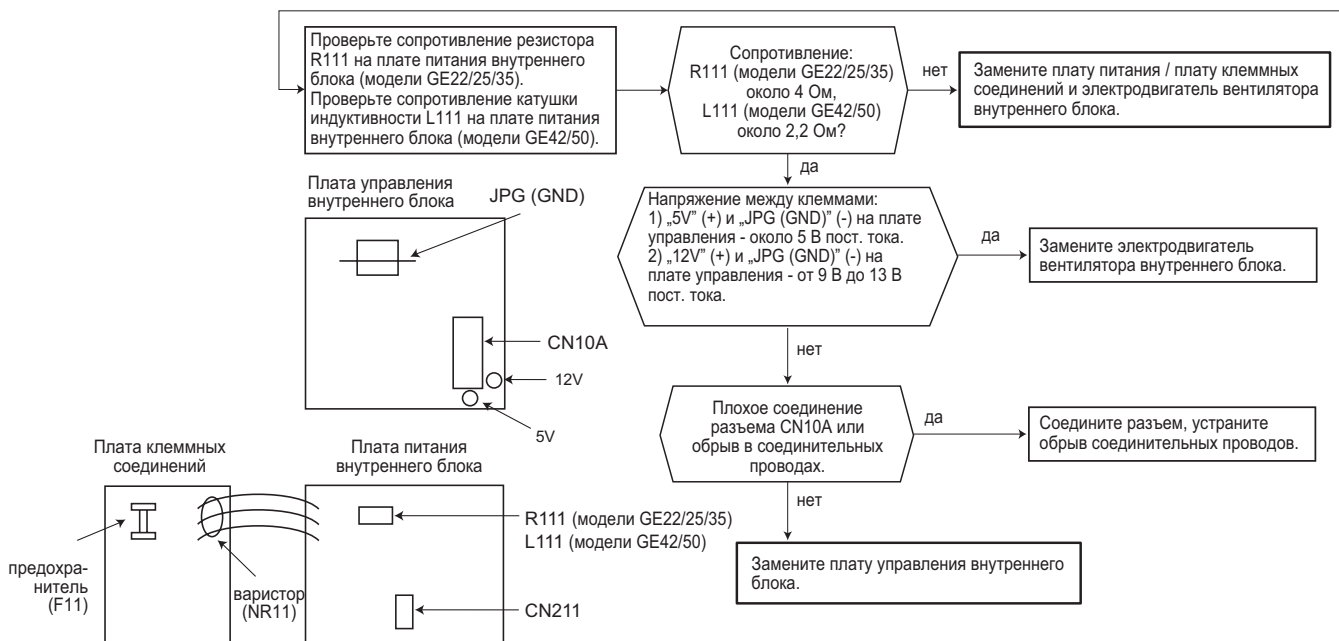 Проверьте сопротивление резистора
R111 на плате питания внутреннего
блока (модели GE22/25/35).
Проверьте сопротивление катушки
индуктивности L111 на плате питания
внутреннего блока (модели GE42/50).
Сопротивление:
R111 (модели GE22/25/35)
около 4 Ом,
L111 (модели GE42/50)
около 2,2 Ом?
нет
Замените плату питания / плату клеммных
соединений и электродвигатель вентилятора
внутреннего блока.
да
Плата управления
внутреннего блока
JPG (GND)
CN10A
12V
5V
Напряжение между клеммами:
1) „5V” (+) и „JPG (GND)” (-) на плате
управления - около 5 В пост. тока.
2) „12V” (+) и „JPG (GND)” (-) на
плате управления - от 9 В до 13 В
пост. тока.
да
Замените электродвигатель
вентилятора внутреннего блока.
нет
Плохое соединение
разъема CN10A или
обрыв в соединительных
проводах.
да
Соедините разъем, устраните
обрыв соединительных проводов.
нет
Замените плату управления внутреннего
блока.
Плата клеммных
соединений
Плата питания
внутреннего блока
R111 (модели GE22/25/35)
L111 (модели GE42/50)
предохра-
нитель
(F11)
варистор
(NR11)
CN211